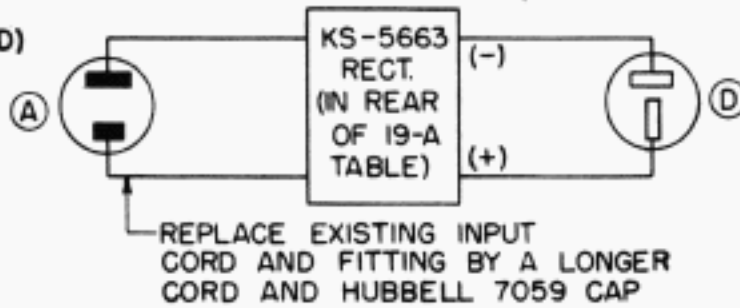 D)
KS-5663
RECT.
(IN REAR
OF 19-A
TABLE)
(-)
(+)
A
D
REPLACE EXISTING INPUT
CORD AND FITTING BY A LONGER
CORD AND HUBBELL 7059 CAP